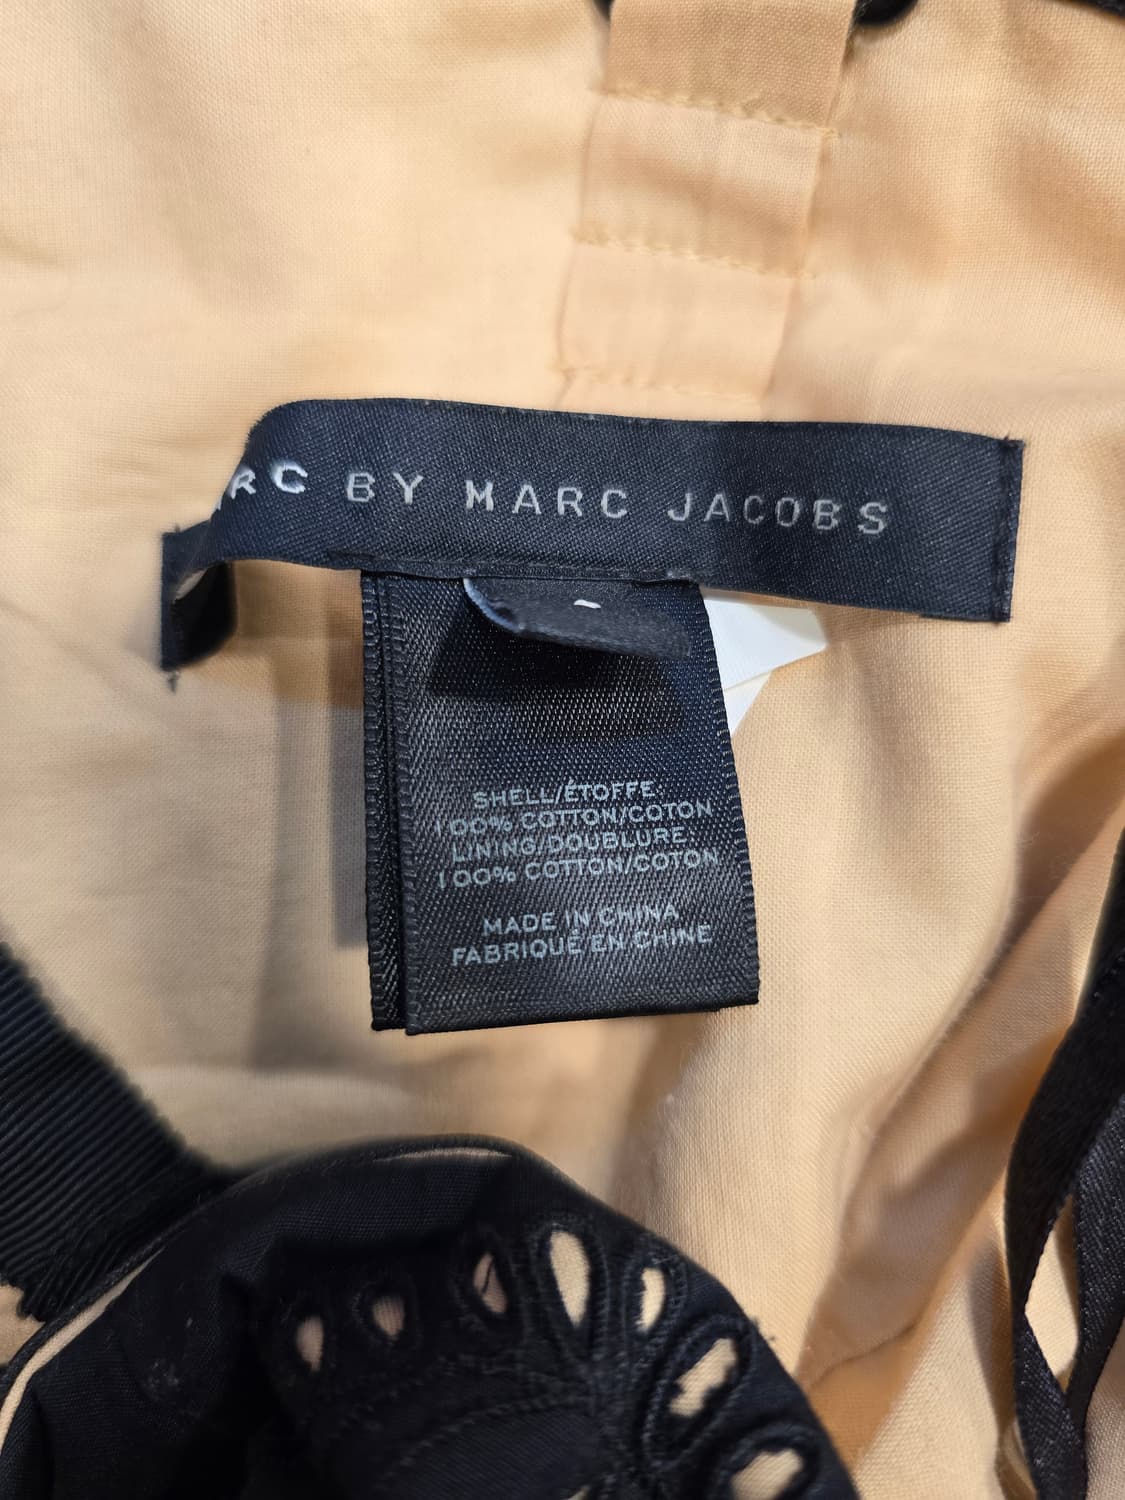 ARC BY MARC JACOBS
SHELL/ÉTOFFE:
100% COTTON/COTON
LINING/DOUBLURE:
100% COTTON/COTON
MADE IN CHINA
FABRIQUÉ EN CHINE